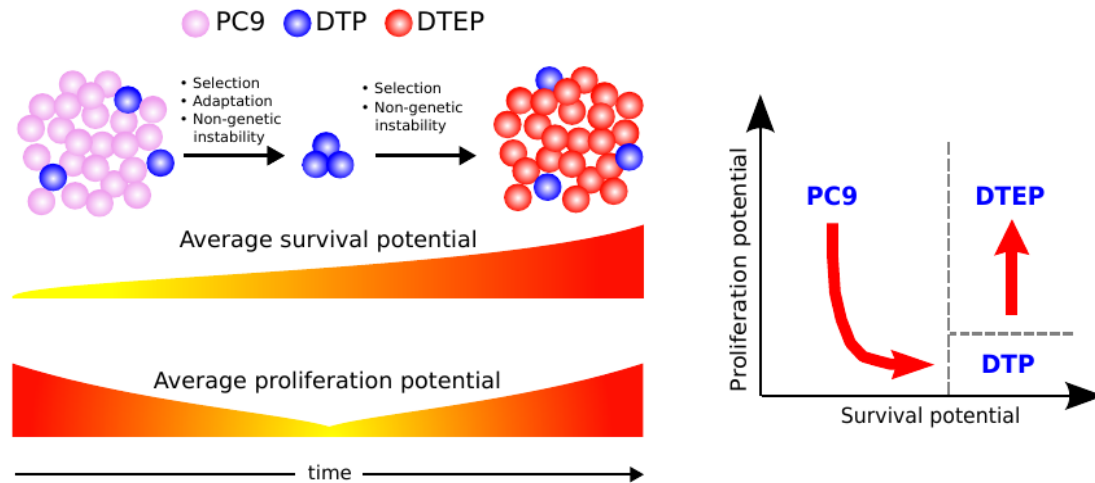 PC9 DTP DTEP
• Selection
• Adaptation
• Non-genetic
instability
• Selection
• Non-genetic
instability
Average survival potential
Average proliferation potential
time
Proliferation potential
PC9
DTEP
DTP
Survival potential